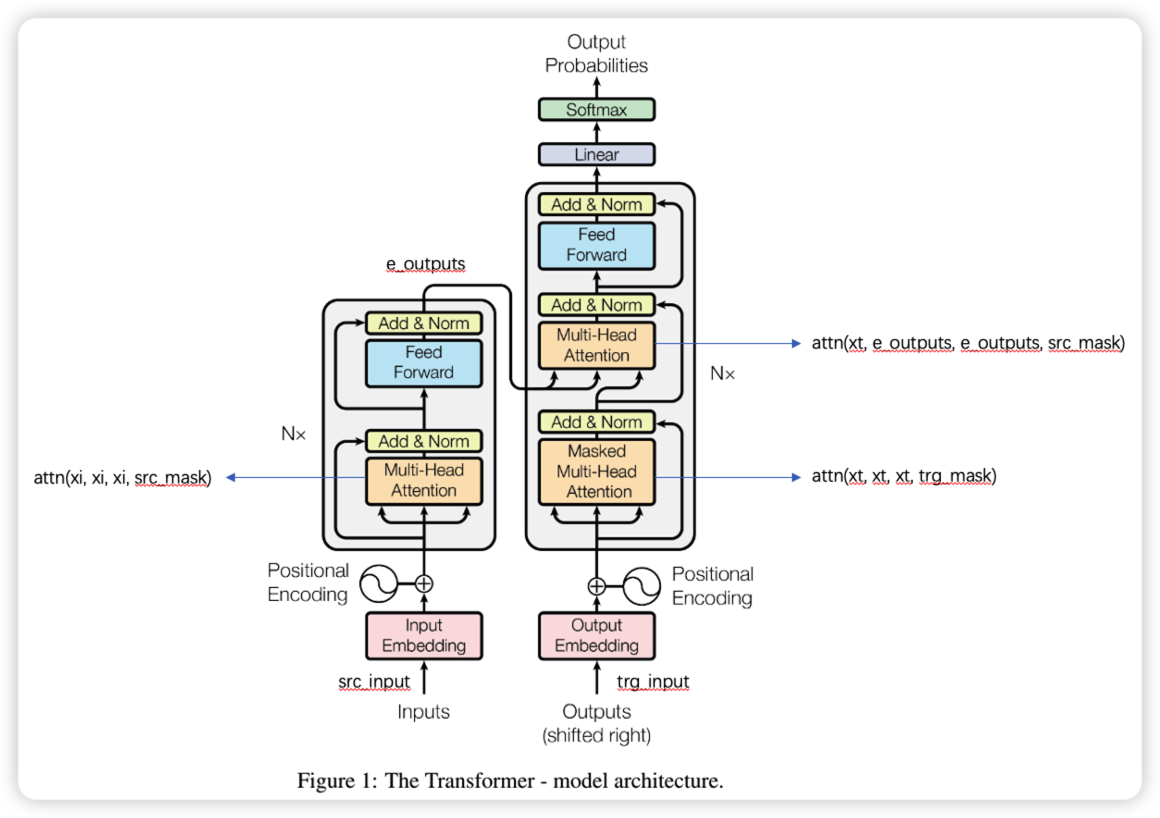 Output
Probabilities
Softmax
Linear
Add & Norm
Feed
Forward
Add & Norm
Multi-Head
Attention
attn(xt, e_outputs, e_outputs, src_mask)
Nx
Add & Norm
Masked
Multi-Head
Attention
attn(xt, xt, xt, trg_mask)
e_outputs
Add & Norm
Feed
Forward
Nx
Add & Norm
Multi-Head
Attention
attn(xi, xi, xi, src_mask)
Positional
Encoding
Positional
Encoding
Input
Embedding
Output
Embedding
src_input
trg_input
Inputs
Outputs
(shifted right)
Figure 1: The Transformer - model architecture.